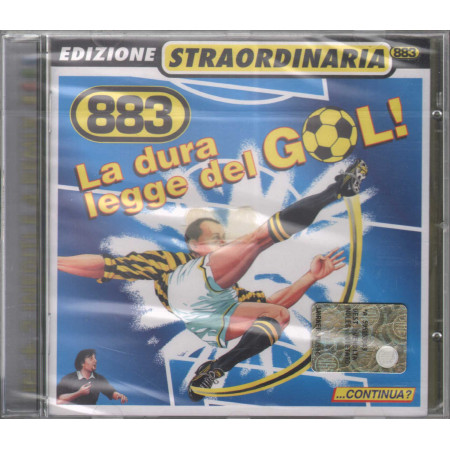 EDIZIONE STRAORDINARIA 883
883
La dura
legge del GOL!
...CONTINUA?